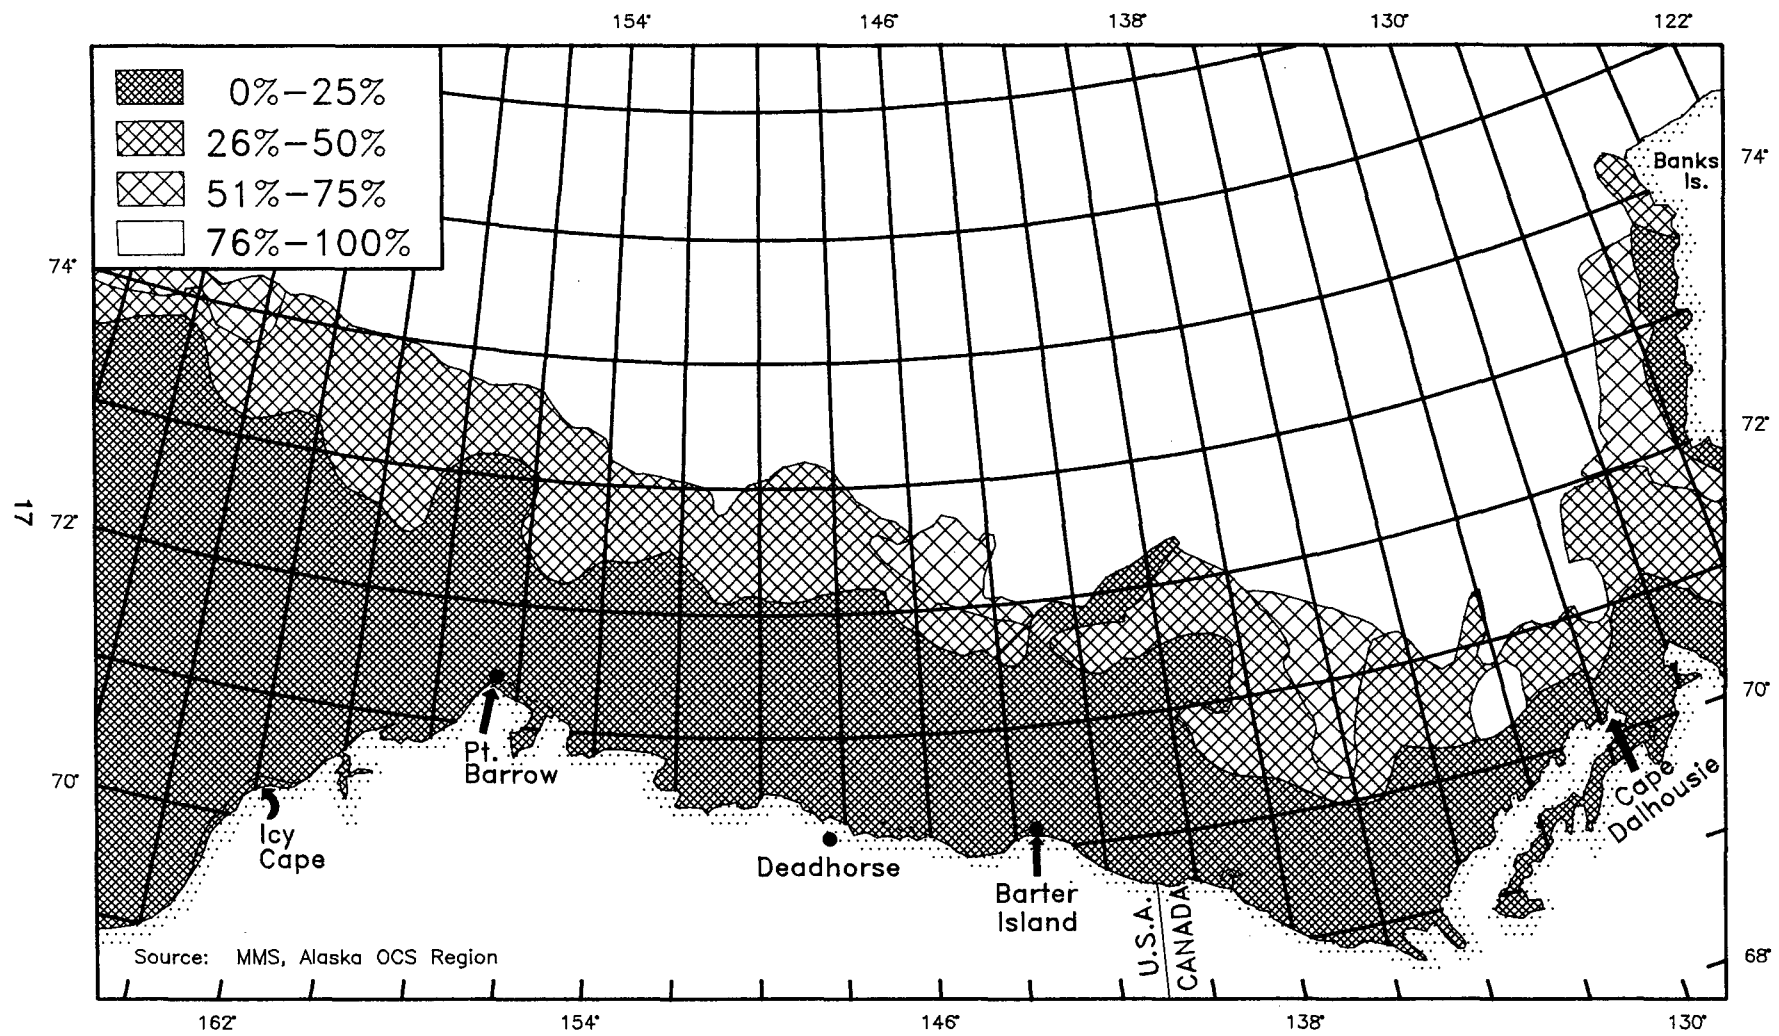 154° 146° 138° 130° 122°
0%–25%
26%–50%
51%–75%
76%–100%
Banks
Is.
74°
74°
72°
17
72°
70°
70°
Pt.
Barrow
Icy
Cape
Deadhorse
Barter
Island
Cape
Dalhousie
U.S.A.
CANADA
Source: MMS, Alaska OCS Region
68°
162° 154° 146° 138° 130°